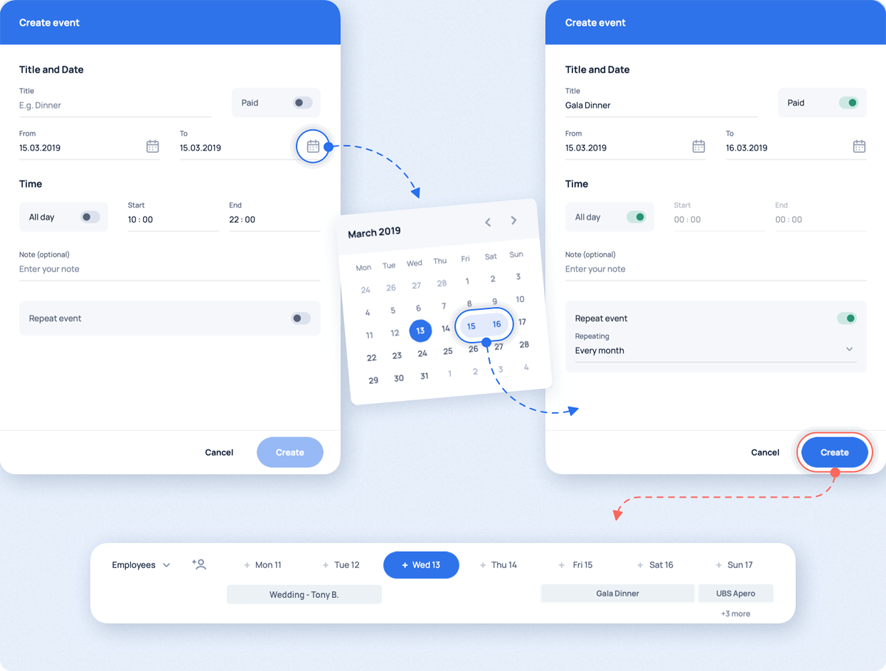 Create event
Title and Date
Title
E.g. Dinner
Paid
From
15.03.2019
To
15.03.2019
Time
All day
Start
10 : 00
End
22 : 00
Note (optional)
Enter your note
Repeat event
Cancel
Create
March 2019
Mon Tue Wed Thu Fri Sat Sun
24 26 27 28 1 2 3
4 5 6 7 8 9 10
11 12 13 14 15 16 17
22 23 24 25 26 27 28
29 30 31 1 2 3 4
Create event
Title and Date
Title
Gala Dinner
Paid
From
15.03.2019
To
16.03.2019
Time
All day
Start
00 : 00
End
00 : 00
Note (optional)
Enter your note
Repeat event
Repeating
Every month
Cancel
Create
Employees + Mon 11 + Tue 12 + Wed 13 + Thu 14 + Fri 15 + Sat 16 + Sun 17
Wedding - Tony B. Gala Dinner UBS Apero
+3 more